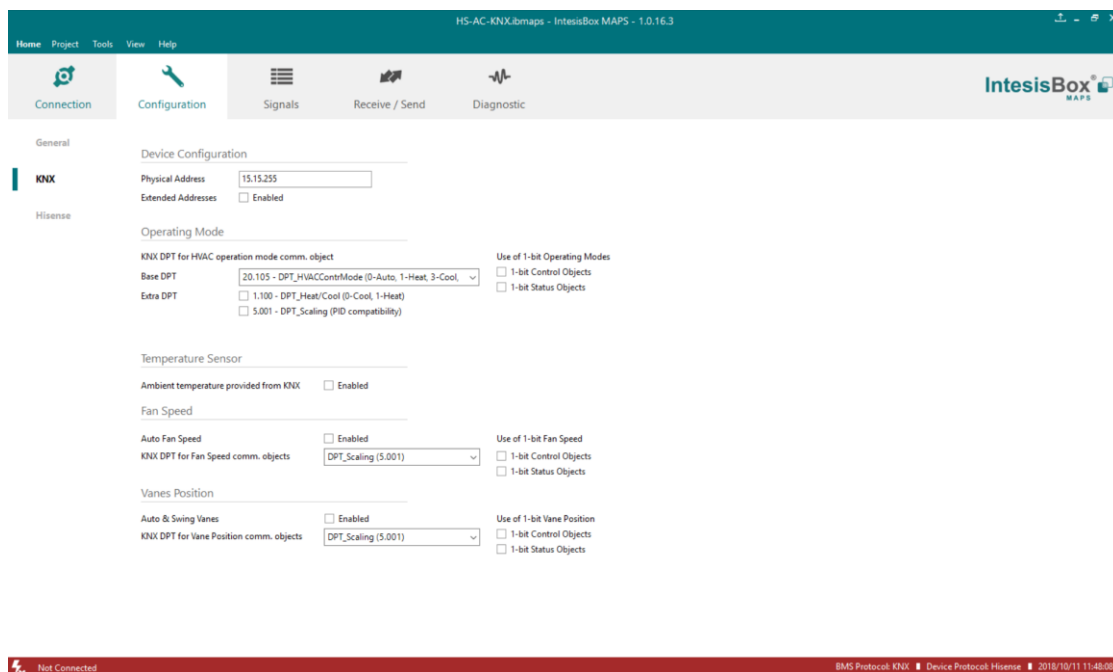 HS-AC-KNX.ibmaps - IntesisBox MAPS - 1.0.16.3
Home Project Tools View Help
Connection Configuration Signals Receive / Send Diagnostic
IntesisBox®
MAPS
General
KNX
Hisense
Device Configuration
Physical Address 15.15.255
Extended Addresses Enabled
Operating Mode
KNX DPT for HVAC operation mode comm. object Use of 1-bit Operating Modes
Base DPT 20.105 - DPT_HVACContrMode (0-Auto, 1-Heat, 3-Cool, 1-bit Control Objects
1-bit Status Objects
Extra DPT 1.100 - DPT_Heat/Cool (0-Cool, 1-Heat)
5.001 - DPT_Scaling (PID compatibility)
Temperature Sensor
Ambient temperature provided from KNX Enabled
Fan Speed
Auto Fan Speed Enabled Use of 1-bit Fan Speed
KNX DPT for Fan Speed comm. objects DPT_Scaling (5.001) 1-bit Control Objects
1-bit Status Objects
Vanes Position
Auto & Swing Vanes Enabled Use of 1-bit Vane Position
KNX DPT for Vane Position comm. objects DPT_Scaling (5.001) 1-bit Control Objects
1-bit Status Objects
Not Connected BMS Protocol: KNX Device Protocol: Hisense 2018/10/11 11:48:08